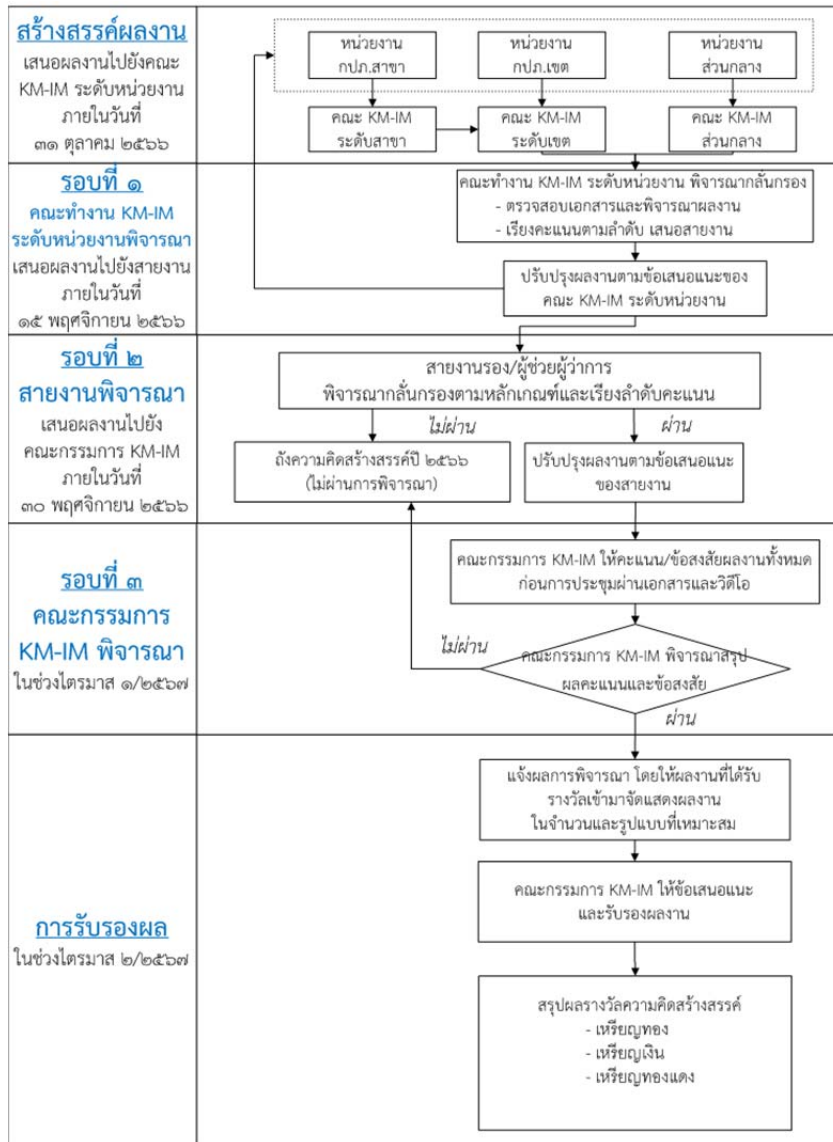 สร้างสรรค์ผลงาน
เสนอผลงานไปยังคณะ
KM-IM ระดับหน่วยงาน
ภายในวันที่
๓๑ ตุลาคม ๒๕๖๖
หน่วยงาน
กปภ.สาขา
หน่วยงาน
กปภ.เขต
หน่วยงาน
ส่วนกลาง
คณะ KM-IM
ระดับสาขา
คณะ KM-IM
ระดับเขต
คณะ KM-IM
ส่วนกลาง
รอบที่ ๑
คณะทำงาน KM-IM
ระดับหน่วยงานพิจารณา
เสนอผลงานไปยังสายงาน
ภายในวันที่
๑๕ พฤศจิกายน ๒๕๖๖
คณะทำงาน KM-IM ระดับหน่วยงาน พิจารณากลั่นกรอง
- ตรวจสอบเอกสารและพิจารณาผลงาน
- เรียงคะแนนตามลำดับ เสนอสายงาน
ปรับปรุงผลงานตามข้อเสนอแนะของ
คณะ KM-IM ระดับหน่วยงาน
รอบที่ ๒
สายงานพิจารณา
เสนอผลงานไปยัง
คณะกรรมการ KM-IM
ภายในวันที่
๓๐ พฤศจิกายน ๒๕๖๖
สายงานรอง/ผู้ช่วยผู้ว่าการ
พิจารณากลั่นกรองตามหลักเกณฑ์และเรียงลำดับคะแนน
ไม่ผ่าน
ผ่าน
ถังความคิดสร้างสรรค์ปี ๒๕๖๖
(ไม่ผ่านการพิจารณา)
ปรับปรุงผลงานตามข้อเสนอแนะ
ของสายงาน
รอบที่ ๓
คณะกรรมการ
KM-IM พิจารณา
ในช่วงไตรมาส ๑/๒๕๖๗
คณะกรรมการ KM-IM ให้คะแนน/ข้อสงสัยผลงานทั้งหมด
ก่อนการประชุมผ่านเอกสารและวิดีโอ
ไม่ผ่าน
คณะกรรมการ KM-IM พิจารณาสรุป
ผลคะแนนและข้อสงสัย
ผ่าน
การรับรองผล
ในช่วงไตรมาส ๒/๒๕๖๗
แจ้งผลการพิจารณา โดยให้ผลงานที่ได้รับ
รางวัลเข้ามาจัดแสดงผลงาน
ในจำนวนและรูปแบบที่เหมาะสม
คณะกรรมการ KM-IM ให้ข้อเสนอแนะ
และรับรองผลงาน
สรุปผลรางวัลความคิดสร้างสรรค์
- เหรียญทอง
- เหรียญเงิน
- เหรียญทองแดง